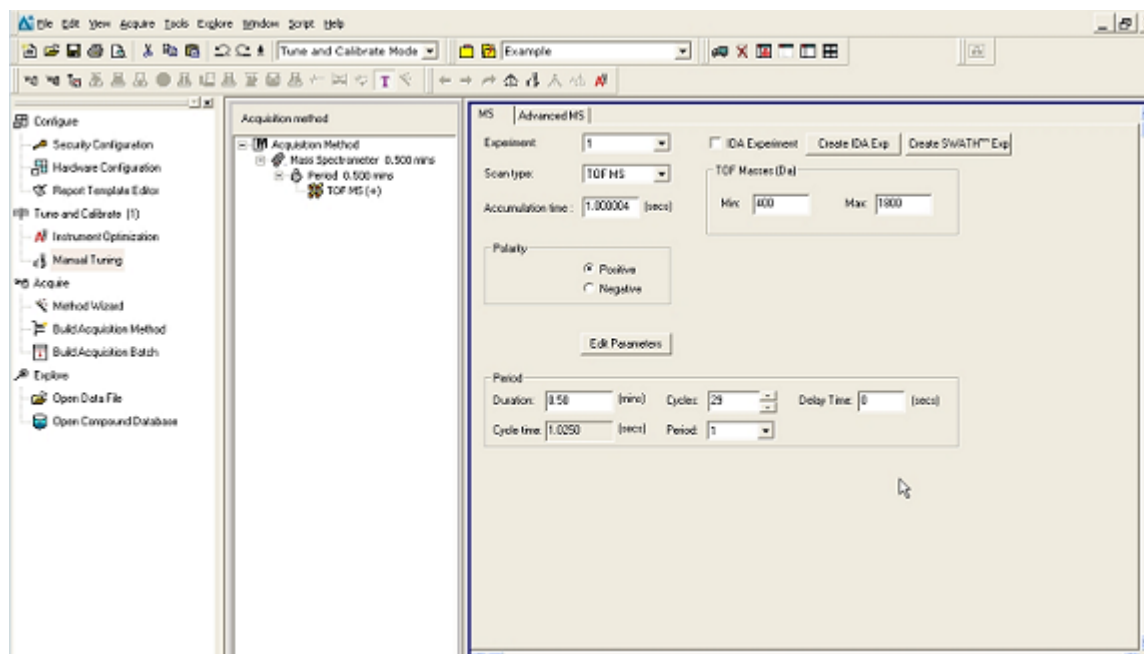 File Edit View Acquire Tools Explore Window Script Help
Tune and Calibrate Mode Example
T
Configure
Security Configuration
Hardware Configuration
Report Template Editor
Tune and Calibrate (1)
Instrument Optimization
Manual Tuning
Acquire
Method Wizard
Build Acquisition Method
Build Acquisition Batch
Explore
Open Data File
Open Compound Database
Acquisition method
Acquisition Method
Mass Spectrometer 0.500 mins
Period 0.500 mins
TOF MS (+)
MS Advanced MS
Experiment: 1 IDA Experiment Create IDA Exp Create SWATH™ Exp
Scan type: TOF MS TOF Masses (Da)
Accumulation time : 1.000004 (secs) Min: 400 Max: 1800
Polarity
Positive
Negative
Edit Parameters
Period
Duration: 0.50 (mins) Cycles: 29 Delay Time: 0 (secs)
Cycle time: 1.0250 (secs) Period: 1